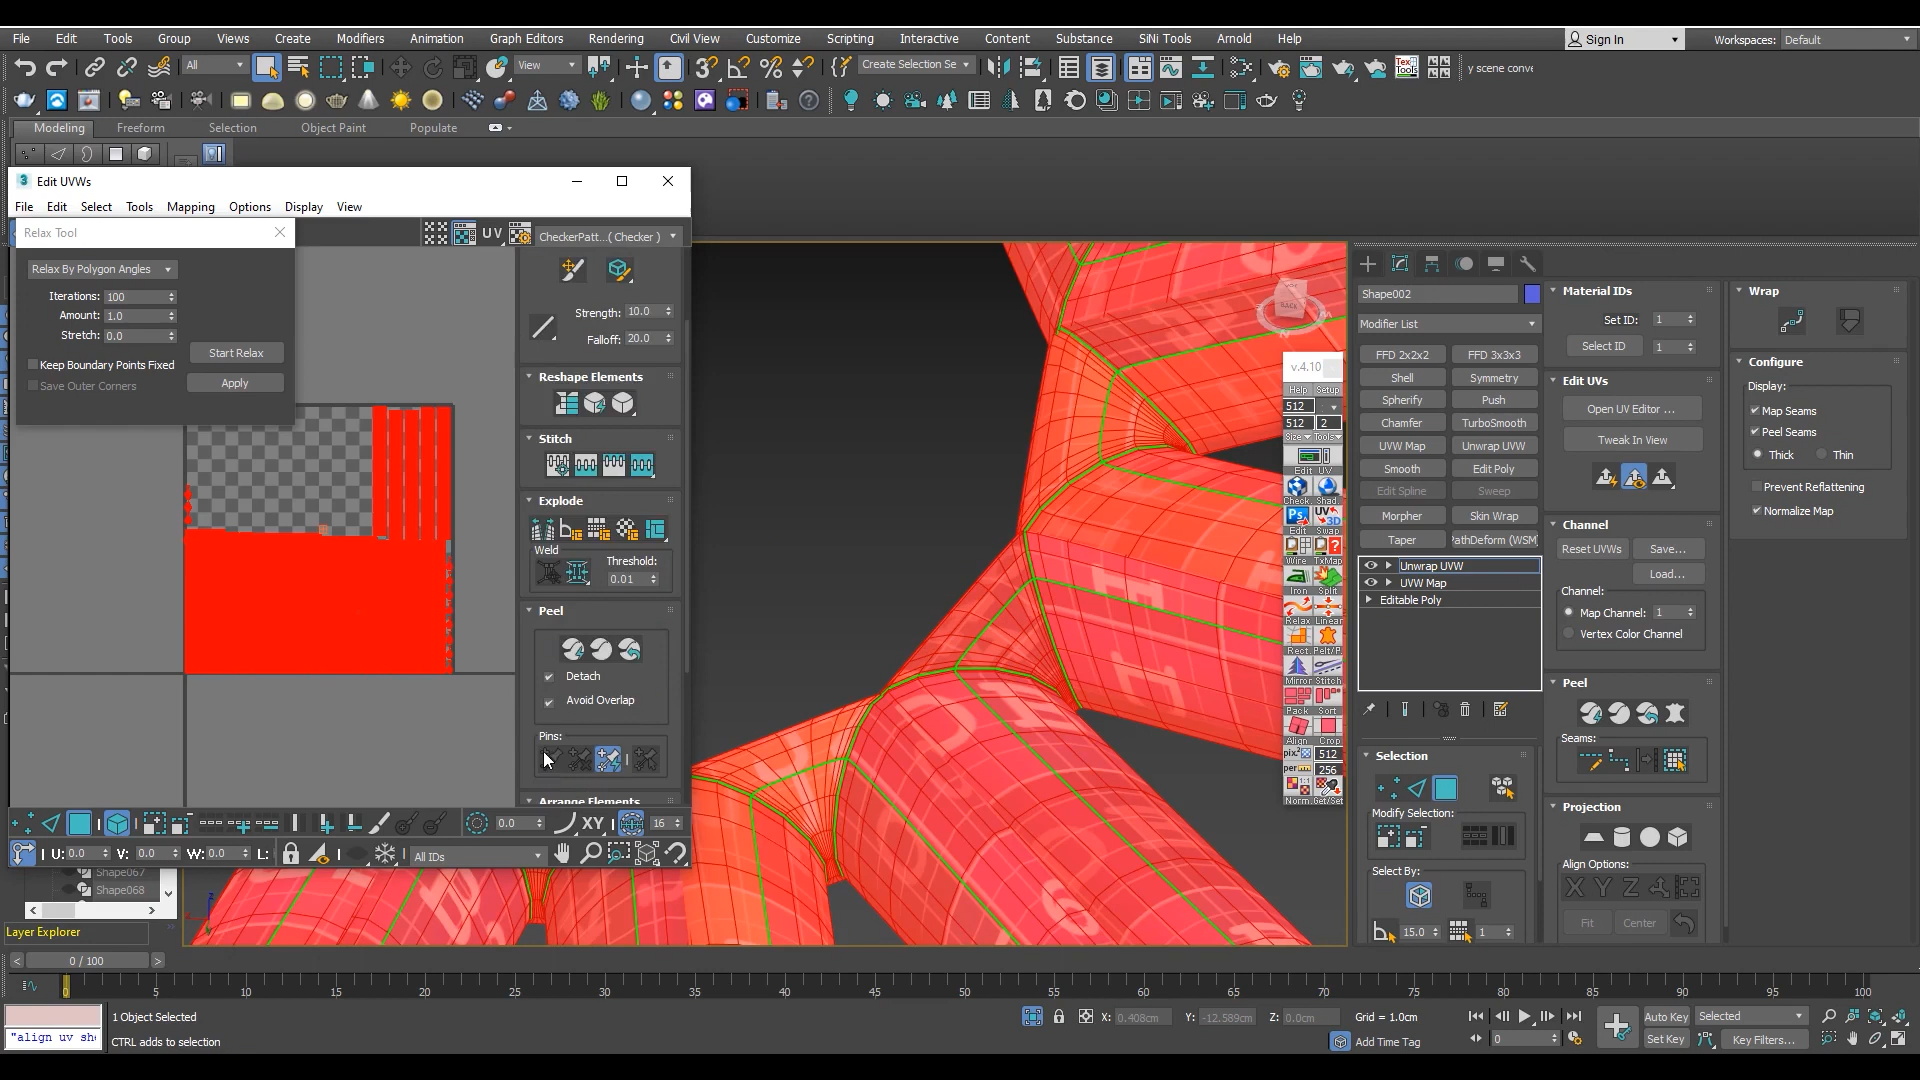 File Edit Tools Group Views Create Modifiers Animation Graph Editors Rendering Civil View Customize Scripting Interactive Content Substance SiNi Tools Arnold Help
Sign In
Workspaces: Default
All
View
Create Selection Se
y scene conve
Modeling Freeform Selection Object Paint Populate
Edit UVWs
File Edit Select Tools Mapping Options Display View
Relax Tool
UV
CheckerPatt...( Checker )
Relax By Polygon Angles
Iterations: 100
Amount: 1.0
Stretch: 0.0
Start Relax
Keep Boundary Points Fixed
Save Outer Corners
Apply
Strength: 10.0
Falloff: 20.0
Reshape Elements
Stitch
Explode
Weld
Threshold:
0.01
Peel
Detach
Avoid Overlap
Pins:
Arrange Elements
0.0
XY
16
U: 0.0 V: 0.0 W: 0.0 L:
All IDs
Shape067
Shape068
Layer Explorer
BACK
v.4.10
Help Setup
512
512 2
Size Tools
Edit UV
Check. Shad.
Edit Swap
Wire TxMap
Iron Split
Relax Linear
Rect. Pelt/P.
Mirror Stitch
Pack Sort
Align Crop
pix² 512
per 256
Norm. Get/Set
Shape002
Modifier List
FFD 2x2x2 FFD 3x3x3
Shell Symmetry
Spherify Push
Chamfer TurboSmooth
UVW Map Unwrap UVW
Smooth Edit Poly
Edit Spline Sweep
Morpher Skin Wrap
Taper PathDeform (WSM)
Unwrap UVW
UVW Map
Editable Poly
Selection
Modify Selection:
Select By:
15.0 1
Material IDs
Set ID: 1
Select ID 1
Edit UVs
Open UV Editor ...
Tweak In View
Channel
Reset UVWs Save...
Load...
Channel:
Map Channel: 1
Vertex Color Channel
Peel
Seams:
Projection
Align Options:
X Y Z
Fit Center
Wrap
Configure
Display:
Map Seams
Peel Seams
Thick Thin
Prevent Reflattening
Normalize Map
< 0 / 100 >
0 5 10 15 20 25 30 35 40 45 50 55 60 65 70 75 80 85 90 95 100
1 Object Selected
"align uv sh
CTRL adds to selection
X: 0.408cm Y: -12.589cm Z: 0.0cm Grid = 1.0cm
Add Time Tag
0
Auto Key Selected
Set Key Key Filters...